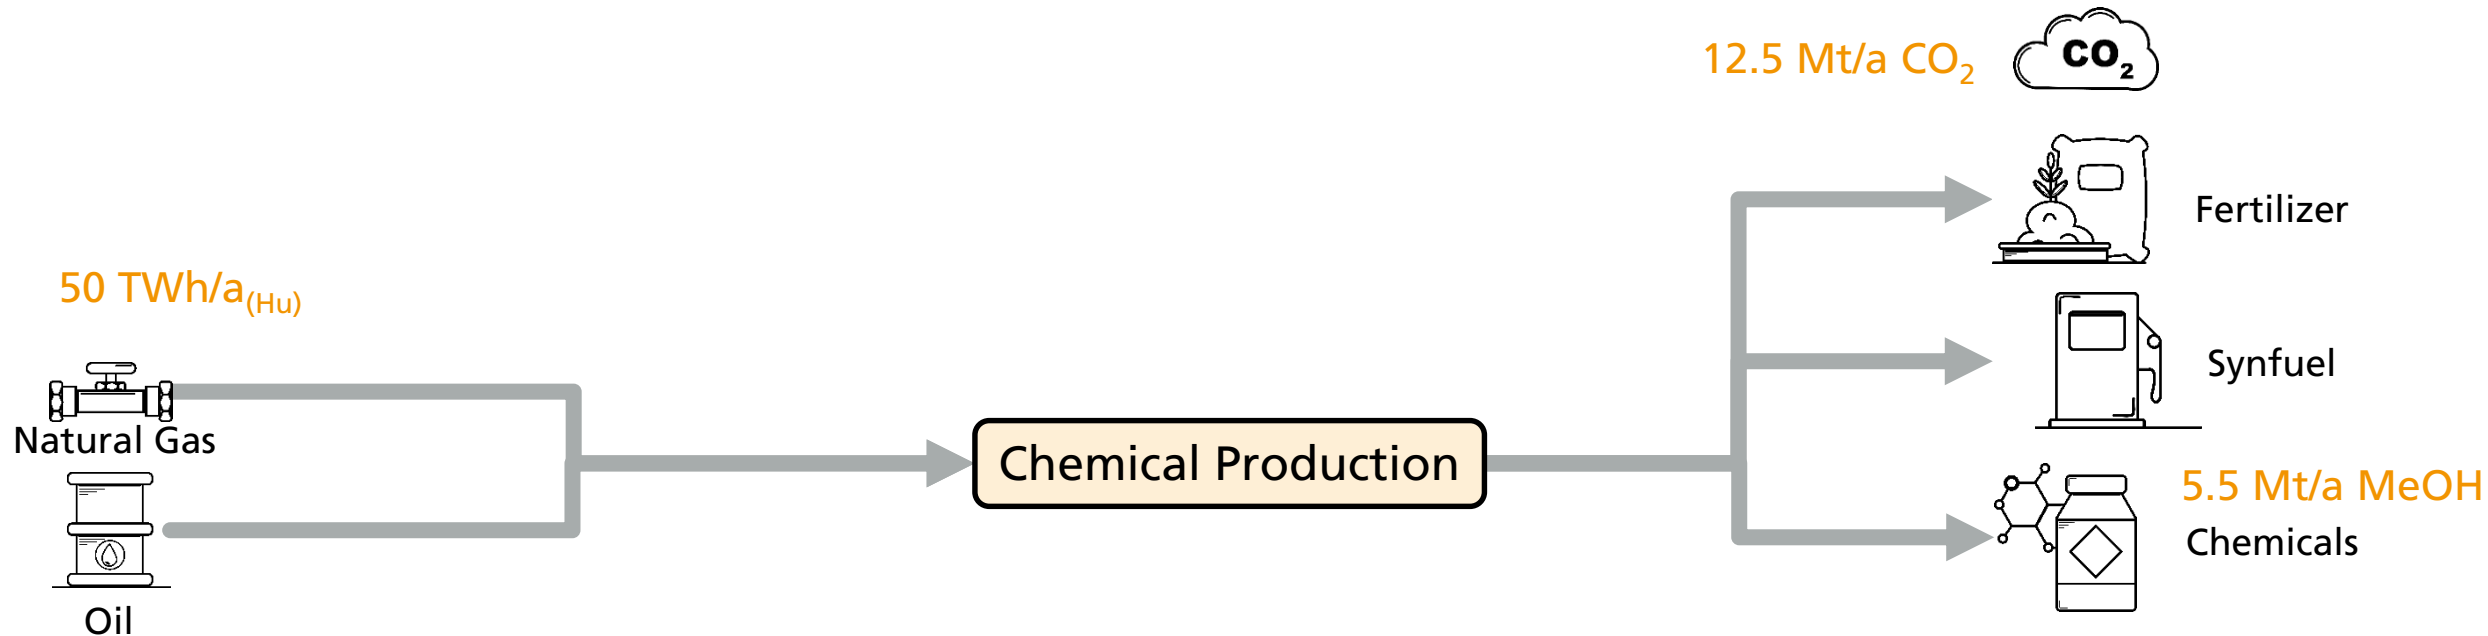 12.5 Mt/a CO₂
CO₂
Fertilizer
50 TWh/a(Hu)
Synfuel
Natural Gas
Chemical Production
5.5 Mt/a MeOH
Chemicals
Oil